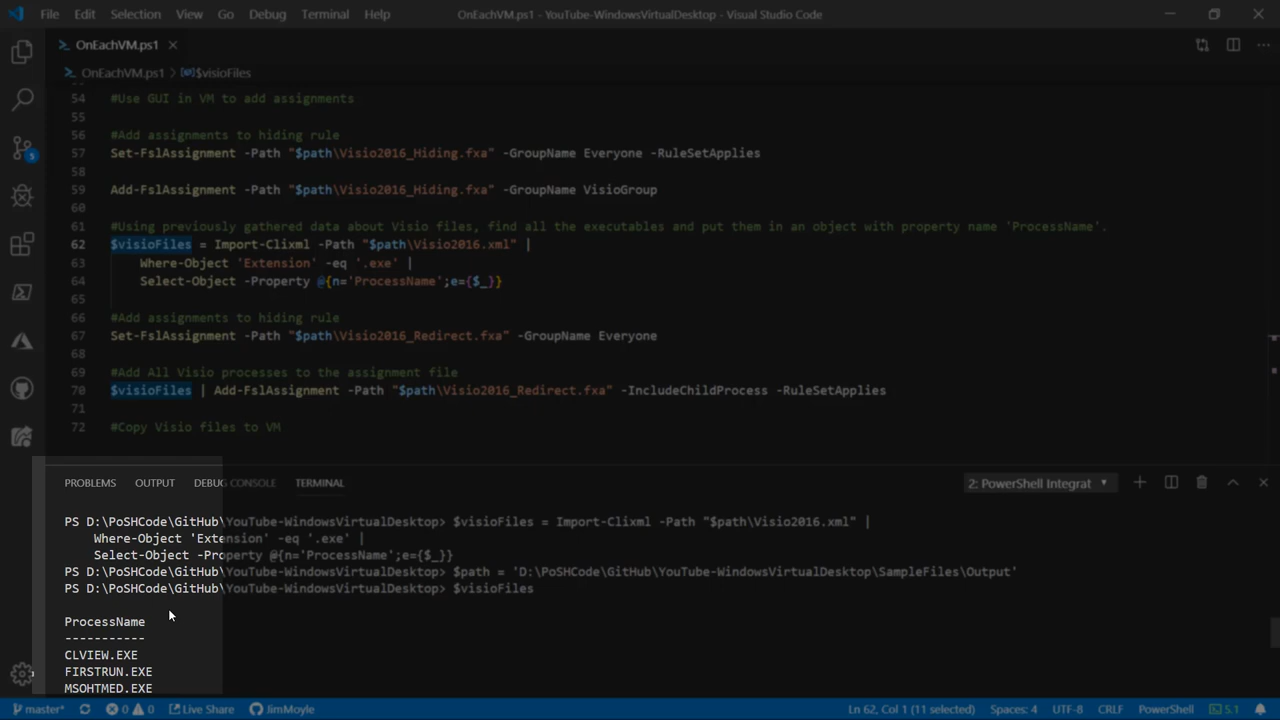 File Edit Selection View Go Debug Terminal Help OnEachVM.ps1 - YouTube-WindowsVirtualDesktop - Visual Studio Code
OnEachVM.ps1
OnEachVM.ps1 > $visioFiles
54 #Use GUI in VM to add assignments
55
56 #Add assignments to hiding rule
57 Set-FslAssignment -Path "$path\Visio2016_Hiding.fxa" -GroupName Everyone -RuleSetApplies
58
59 Add-FslAssignment -Path "$path\Visio2016_Hiding.fxa" -GroupName VisioGroup
60
61 #Using previously gathered data about Visio files, find all the executables and put them in an object with property name 'ProcessName'.
62 $visioFiles = Import-Clixml -Path "$path\Visio2016.xml" |
63 Where-Object 'Extension' -eq '.exe' |
64 Select-Object -Property @{n='ProcessName';e={$_}}
65
66 #Add assignments to hiding rule
67 Set-FslAssignment -Path "$path\Visio2016_Redirect.fxa" -GroupName Everyone
68
69 #Add All Visio processes to the assignment file
70 $visioFiles | Add-FslAssignment -Path "$path\Visio2016_Redirect.fxa" -IncludeChildProcess -RuleSetApplies
71
72 #Copy Visio files to VM
PROBLEMS OUTPUT DEBUG CONSOLE TERMINAL 2: PowerShell Integrat
PS D:\PoSHCode\GitHub\YouTube-WindowsVirtualDesktop> $visioFiles = Import-Clixml -Path "$path\Visio2016.xml" |
Where-Object 'Extension' -eq '.exe' |
Select-Object -Property @{n='ProcessName';e={$_}}
PS D:\PoSHCode\GitHub\YouTube-WindowsVirtualDesktop> $path = 'D:\PoSHCode\GitHub\YouTube-WindowsVirtualDesktop\SampleFiles\Output'
PS D:\PoSHCode\GitHub\YouTube-WindowsVirtualDesktop> $visioFiles
ProcessName
-----------
CLVIEW.EXE
FIRSTRUN.EXE
MSOHTMED.EXE
master* 0 0 Live Share JimMoyle Ln 62, Col 1 (11 selected) Spaces: 4 UTF-8 CRLF PowerShell 5.1